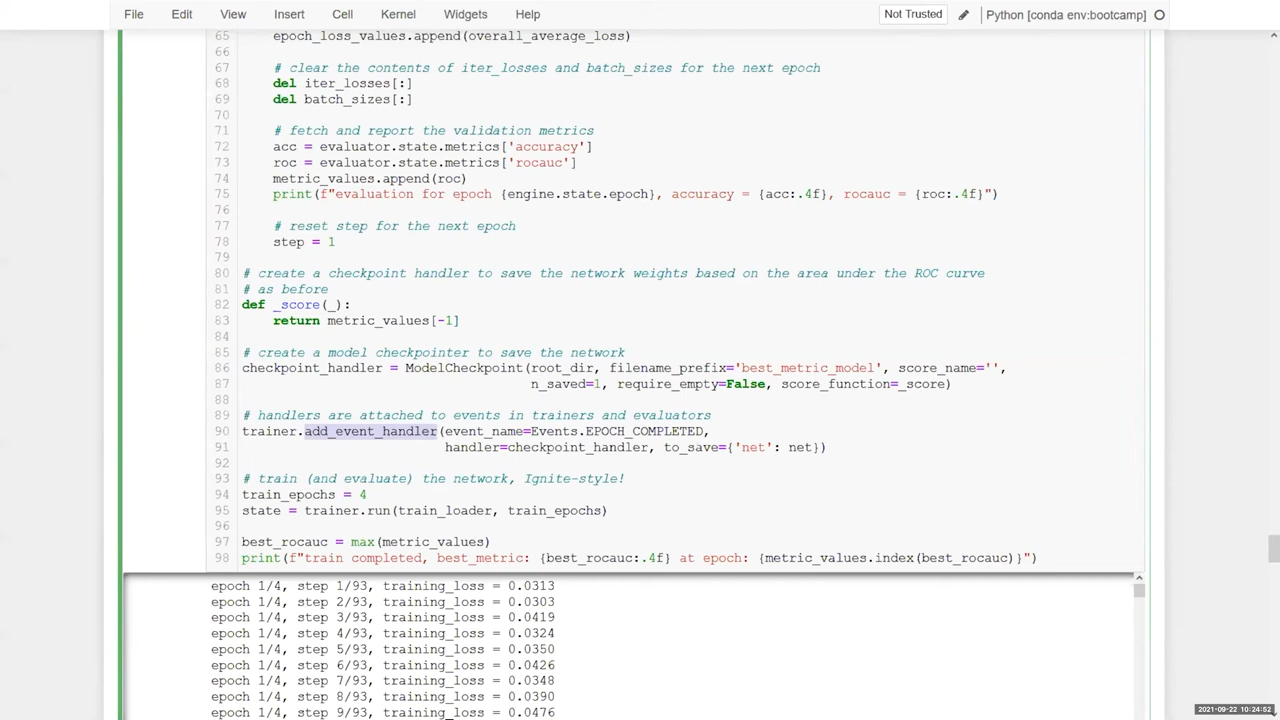 File Edit View Insert Cell Kernel Widgets Help Not Trusted Python [conda env:bootcamp]
65 epoch_loss_values.append(overall_average_loss)
66
67 # clear the contents of iter_losses and batch_sizes for the next epoch
68 del iter_losses[:]
69 del batch_sizes[:]
70
71 # fetch and report the validation metrics
72 acc = evaluator.state.metrics['accuracy']
73 roc = evaluator.state.metrics['rocauc']
74 metric_values.append(roc)
75 print(f"evaluation for epoch {engine.state.epoch}, accuracy = {acc:.4f}, rocauc = {roc:.4f}")
76
77 # reset step for the next epoch
78 step = 1
79
80 # create a checkpoint handler to save the network weights based on the area under the ROC curve
81 # as before
82 def _score(_):
83 return metric_values[-1]
84
85 # create a model checkpointer to save the network
86 checkpoint_handler = ModelCheckpoint(root_dir, filename_prefix='best_metric_model', score_name='',
87 n_saved=1, require_empty=False, score_function=_score)
88
89 # handlers are attached to events in trainers and evaluators
90 trainer.add_event_handler(event_name=Events.EPOCH_COMPLETED,
91 handler=checkpoint_handler, to_save={'net': net})
92
93 # train (and evaluate) the network, Ignite-style!
94 train_epochs = 4
95 state = trainer.run(train_loader, train_epochs)
96
97 best_rocauc = max(metric_values)
98 print(f"train completed, best_metric: {best_rocauc:.4f} at epoch: {metric_values.index(best_rocauc)}")
epoch 1/4, step 1/93, training_loss = 0.0313
epoch 1/4, step 2/93, training_loss = 0.0303
epoch 1/4, step 3/93, training_loss = 0.0419
epoch 1/4, step 4/93, training_loss = 0.0324
epoch 1/4, step 5/93, training_loss = 0.0350
epoch 1/4, step 6/93, training_loss = 0.0426
epoch 1/4, step 7/93, training_loss = 0.0348
epoch 1/4, step 8/93, training_loss = 0.0390
epoch 1/4, step 9/93, training_loss = 0.0476
2021-09-22 10:24:52